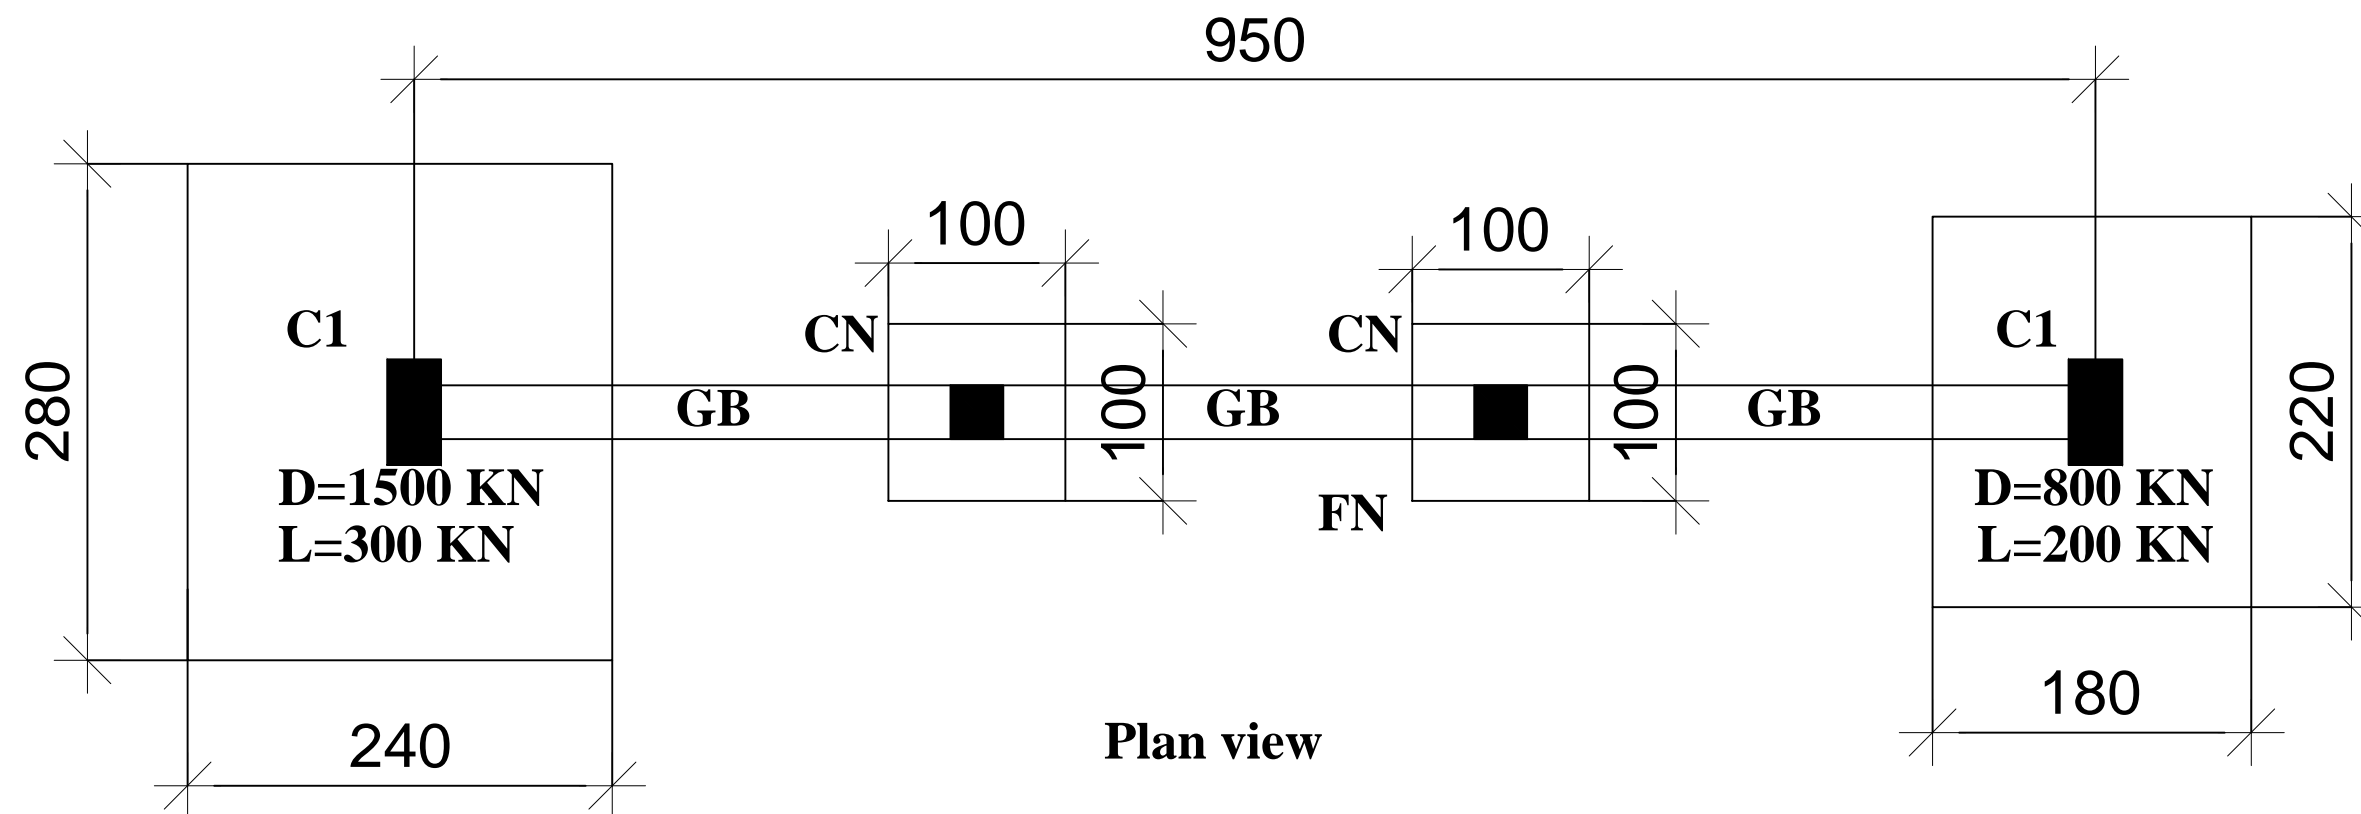 950
100
100
C1
CN
CN
C1
280
GB
100
GB
100
GB
220
D=1500 KN
L=300 KN
FN
D=800 KN
L=200 KN
180
240
Plan view